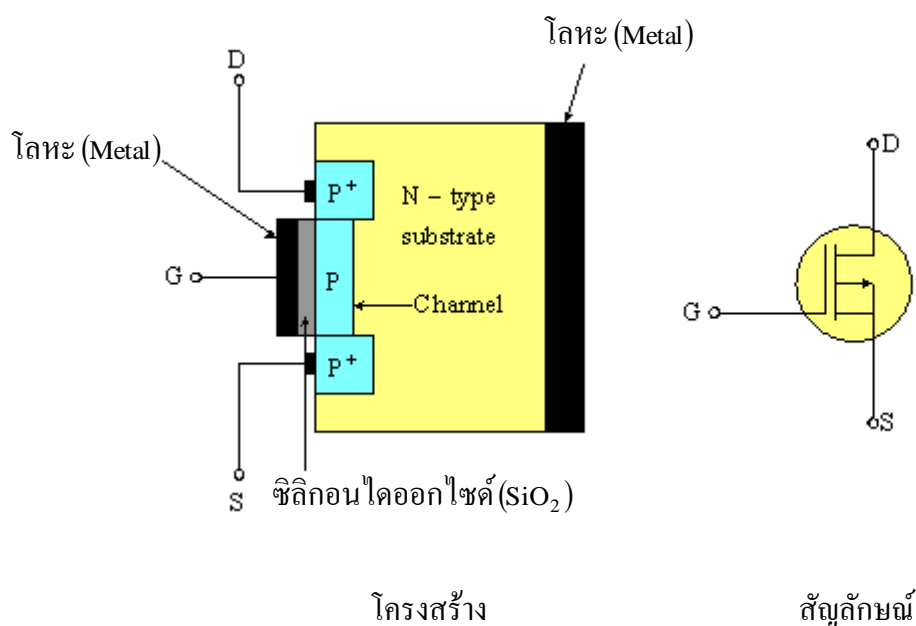 โลหะ (Metal)
D
โลหะ (Metal)
D
P+
N – type
substrate
G
P
Channel
G
P+
S
S
ซิลิกอนไดออกไซด์ (SiO2)
โครงสร้าง
สัญลักษณ์